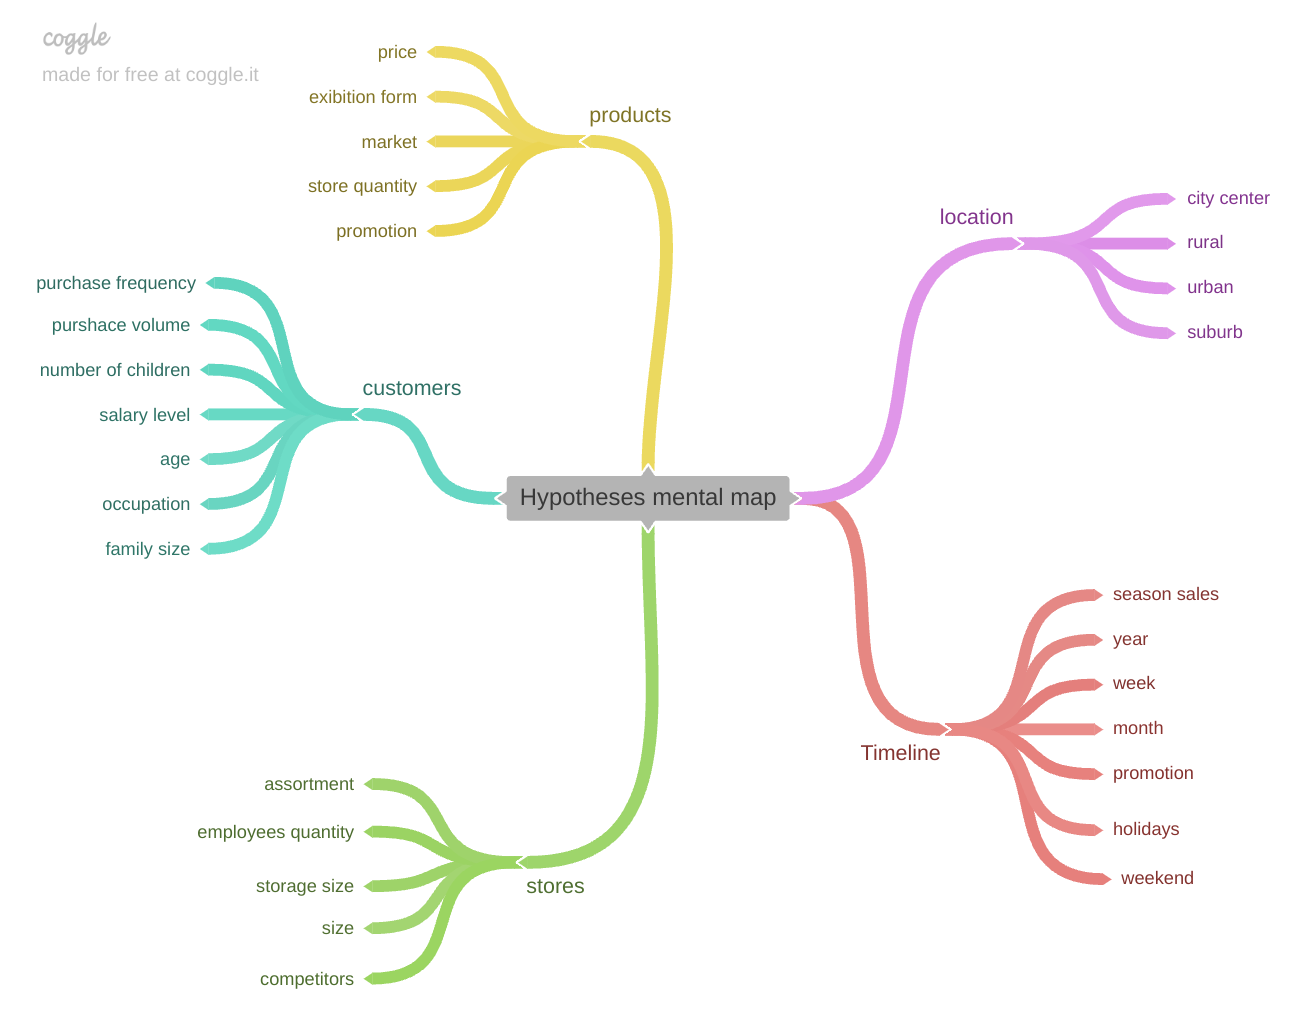 coggle
made for free at coggle.it
products
price
exibition form
market
store quantity
promotion
customers
purchase frequency
purshace volume
number of children
salary level
age
occupation
family size
Hypotheses mental map
location
city center
rural
urban
suburb
Timeline
season sales
year
week
month
promotion
holidays
weekend
stores
assortment
employees quantity
storage size
size
competitors